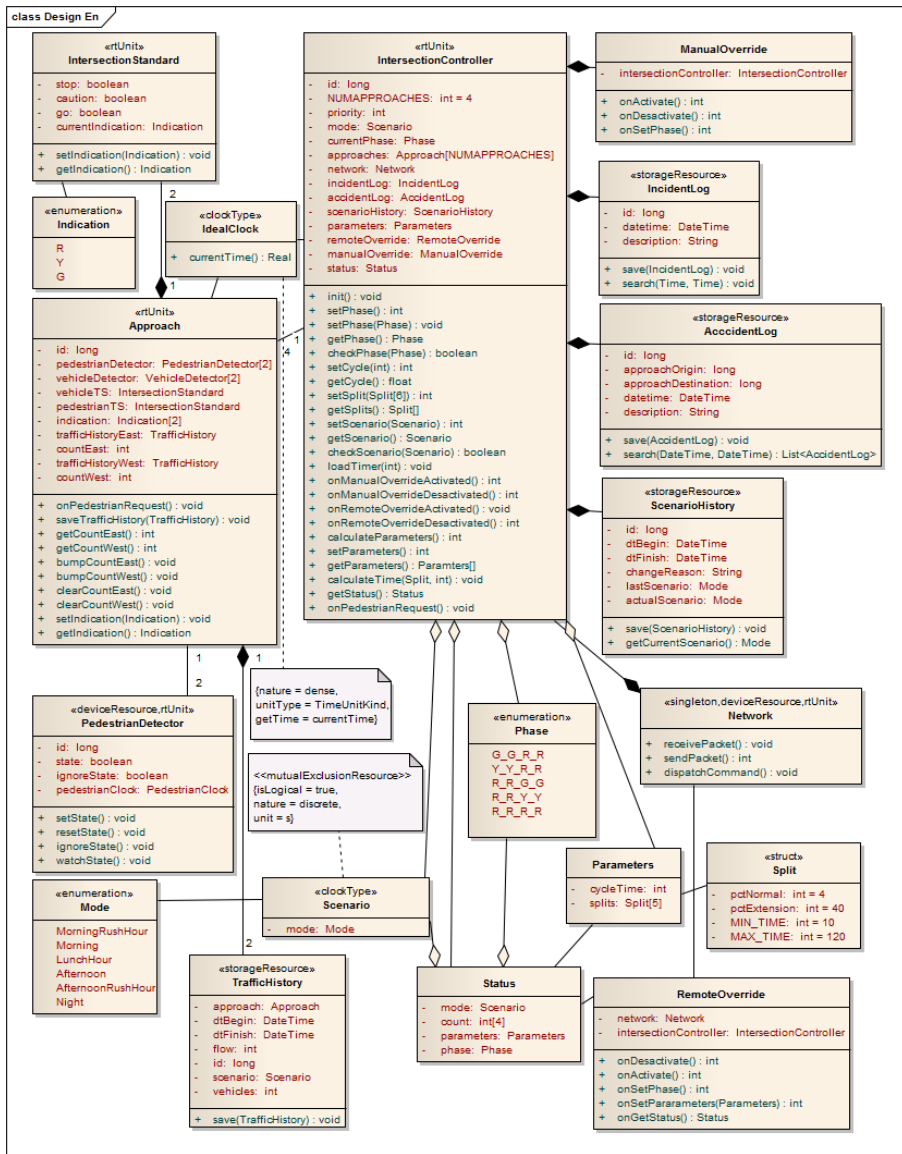 class Design En
«rtUnit»
IntersectionStandard
- stop: boolean
- caution: boolean
- go: boolean
- currentIndication: Indication
+ setIndication(Indication) : void
+ getIndication() : Indication
2
«enumeration»
Indication
R
Y
G
«clockType»
IdealClock
+ currentTime() : Real
1
«rtUnit»
Approach
- id: long
- pedestrianDetector: PedestrianDetector[2]
- vehicleDetector: VehicleDetector[2]
- vehicleTS: IntersectionStandard
- pedestrianTS: IntersectionStandard
- indication: Indication[2]
- trafficHistoryEast: TrafficHistory
- countEast: int
- trafficHistoryWest: TrafficHistory
- countWest: int
+ onPedestrianRequest() : void
+ saveTrafficHistory(TrafficHistory) : void
+ getCountEast() : int
+ getCountWest() : int
+ bumpCountEast() : void
+ bumpCountWest() : void
+ clearCountEast() : void
+ clearCountWest() : void
+ setIndication(Indication) : void
+ getIndication() : Indication
1
4
1
1
2
«rtUnit»
IntersectionController
- id: long
- NUMAPPROACHES: int = 4
- priority: int
- mode: Scenario
- currentPhase: Phase
- approaches: Approach[NUMAPPROACHES]
- network: Network
- incidentLog: IncidentLog
- accidentLog: AccidentLog
- scenarioHistory: ScenarioHistory
- parameters: Parameters
- remoteOverride: RemoteOverride
- manualOverride: ManualOverride
- status: Status
+ init() : void
+ setPhase() : int
+ setPhase(Phase) : void
+ getPhase() : Phase
+ checkPhase(Phase) : boolean
+ setCycle(int) : int
+ getCycle() : float
+ setSplit(Split[6]) : int
+ getSplits() : Split[]
+ setScenario(Scenario) : int
+ getScenario() : Scenario
+ checkScenario(Scenario) : boolean
+ loadTimer(int) : void
+ onManualOverrideActivated() : int
+ onManualOverrideDesactivated() : int
+ onRemoteOverrideActivated() : void
+ onRemoteOverrideDesactivated() : int
+ calculateParameters() : int
+ setParameters() : int
+ getParameters() : Paramters[]
+ calculateTime(Split, int) : void
+ getStatus() : Status
+ onPedestrianRequest() : void
ManualOverride
- intersectionController: IntersectionController
+ onActivate() : int
+ onDesactivate() : int
+ onSetPhase() : int
«storageResource»
IncidentLog
- id: long
- datetime: DateTime
- description: String
+ save(IncidentLog) : void
+ search(Time, Time) : void
«storageResource»
AcccidentLog
- id: long
- approachOrigin: long
- approachDestination: long
- datetime: DateTime
- description: String
+ save(AccidentLog) : void
+ search(DateTime, DateTime) : List<AccidentLog>
«storageResource»
ScenarioHistory
- id: long
- dtBegin: DateTime
- dtFinish: DateTime
- changeReason: String
- lastScenario: Mode
- actualScenario: Mode
+ save(ScenarioHistory) : void
+ getCurrentScenario() : Mode
{nature = dense,
unitType = TimeUnitKind,
getTime = currentTime}
<<mutualExclusionResource>>
{isLogical = true,
nature = discrete,
unit = s}
«enumeration»
Phase
G_G_R_R
Y_Y_R_R
R_R_G_G
R_R_Y_Y
R_R_R_R
«singleton,deviceResource,rtUnit»
Network
+ receivePacket() : void
+ sendPacket() : int
+ dispatchCommand() : void
«deviceResource,rtUnit»
PedestrianDetector
- id: long
- state: boolean
- ignoreState: boolean
- pedestrianClock: PedestrianClock
+ setState() : void
+ resetState() : void
+ ignoreState() : void
+ watchState() : void
Parameters
- cycleTime: int
- splits: Split[5]
«struct»
Split
- pctNormal: int = 4
- pctExtension: int = 40
- MIN_TIME: int = 10
- MAX_TIME: int = 120
«enumeration»
Mode
MorningRushHour
Morning
LunchHour
Afternoon
AfternoonRushHour
Night
«clockType»
Scenario
- mode: Mode
2
«storageResource»
TrafficHistory
- approach: Approach
- dtBegin: DateTime
- dtFinish: DateTime
- flow: int
- id: long
- scenario: Scenario
- vehicles: int
+ save(TrafficHistory) : void
Status
- mode: Scenario
- count: int[4]
- parameters: Parameters
- phase: Phase
RemoteOverride
- network: Network
- intersectionController: IntersectionController
+ onDesactivate() : int
+ onActivate() : int
+ onSetPhase() : int
+ onSetPararameters(Parameters) : int
+ onGetStatus() : Status